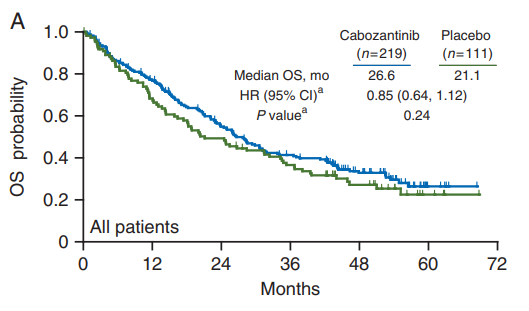 A
Cabozantinib Placebo
(n=219) (n=111)
Median OS, mo 26.6 21.1
HR (95% CI)a 0.85 (0.64, 1.12)
P valuea 0.24
OS probability
1.0
0.8
0.6
0.4
0.2
0
All patients
0 12 24 36 48 60 72
Months